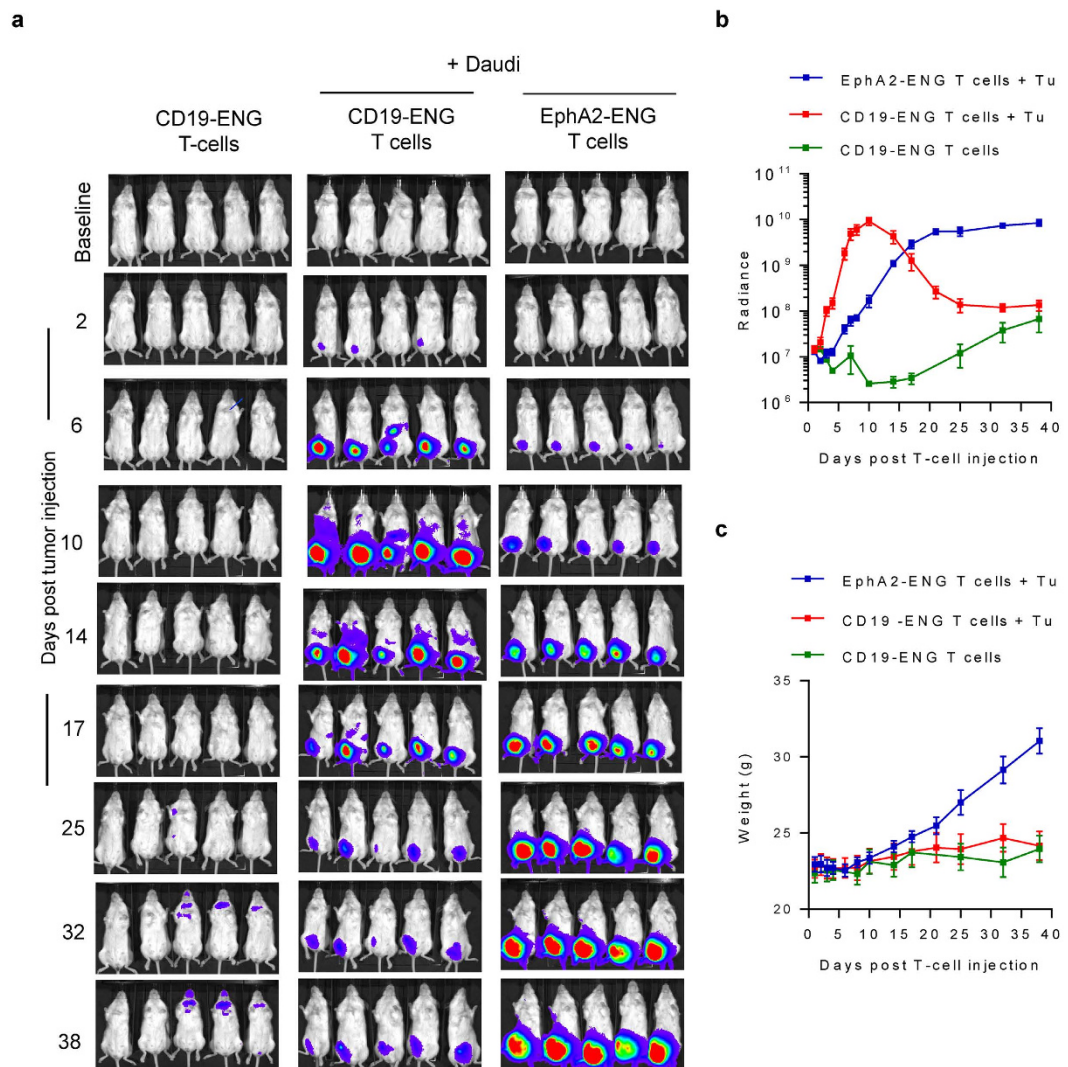 a
+ Daudi
CD19-ENG
T-cells
CD19-ENG
T cells
EphA2-ENG
T cells
Baseline
2
6
10
14
17
25
32
38
Days post tumor injection
b
EphA2-ENG T cells + Tu
CD19-ENG T cells + Tu
CD19-ENG T cells
10 11
10 10
10 9
10 8
10 7
10 6
Radiance
0 5 10 15 20 25 30 35 40
Days post T-cell injection
c
EphA2-ENG T cells + Tu
CD19 -ENG T cells + Tu
CD19-ENG T cells
35
30
25
20
Weight (g)
0 5 10 15 20 25 30 35 40
Days post T-cell injection